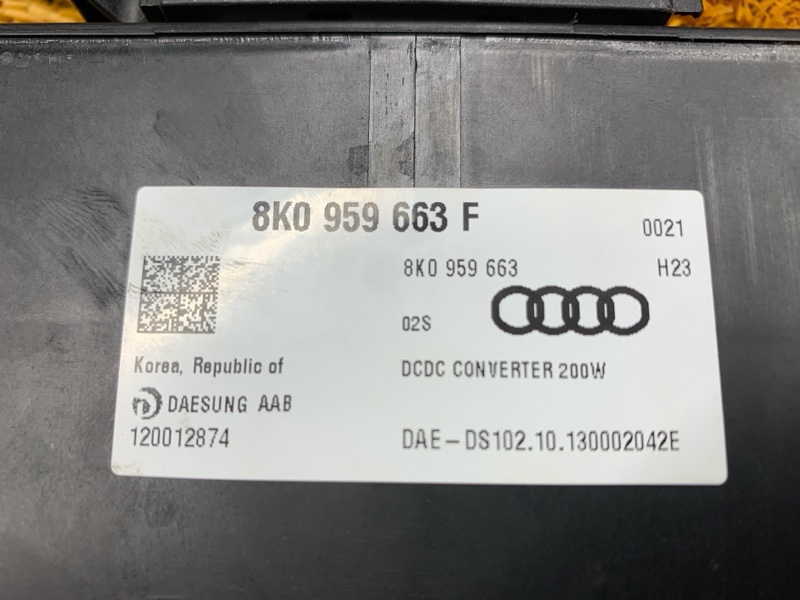 8K0 959 663 F
0021
8K0 959 663 H23
02S
Korea, Republic of DCDC CONVERTER 200W
DAESUNG AAB
120012874 DAE-DS102.10.130002042E